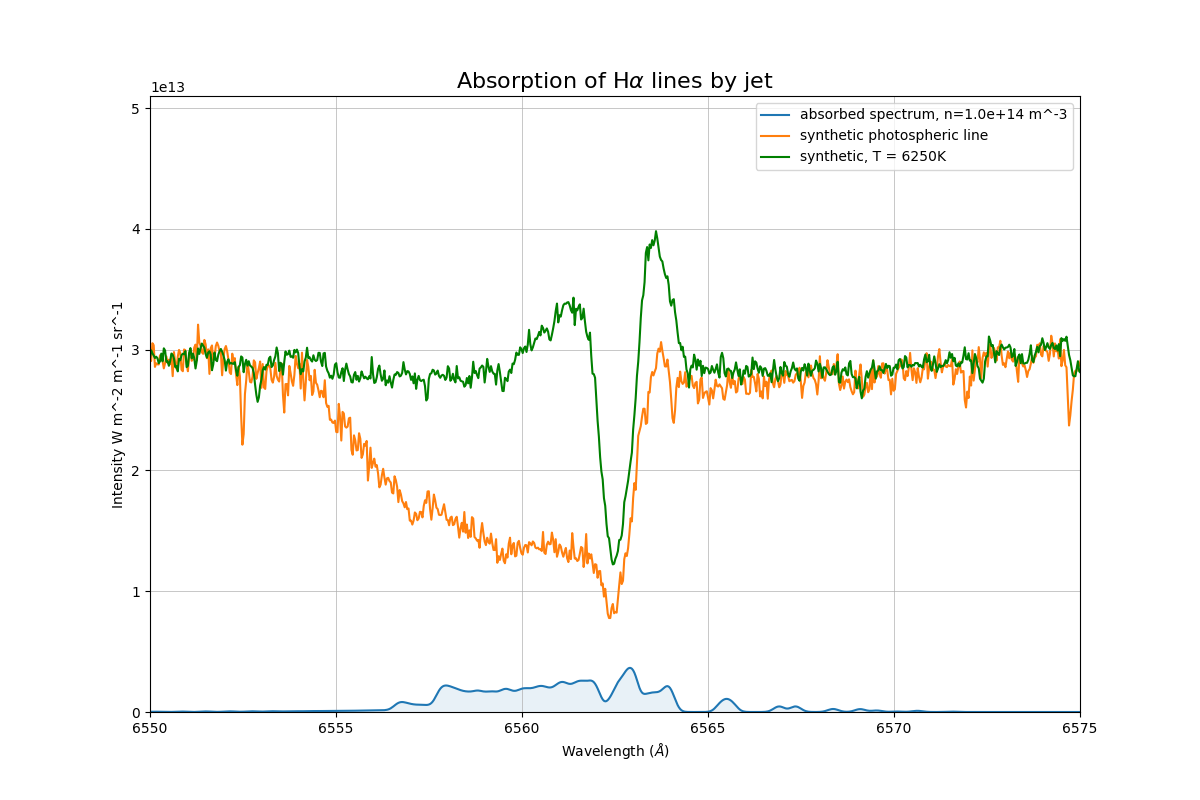 Absorption of Hα lines by jet
1e13
absorbed spectrum, n=1.0e+14 m^-3
synthetic photospheric line
synthetic, T = 6250K
5
4
3
2
1
0
Intensity W m^-2 m^-1 sr^-1
6550 6555 6560 6565 6570 6575
Wavelength (Å)